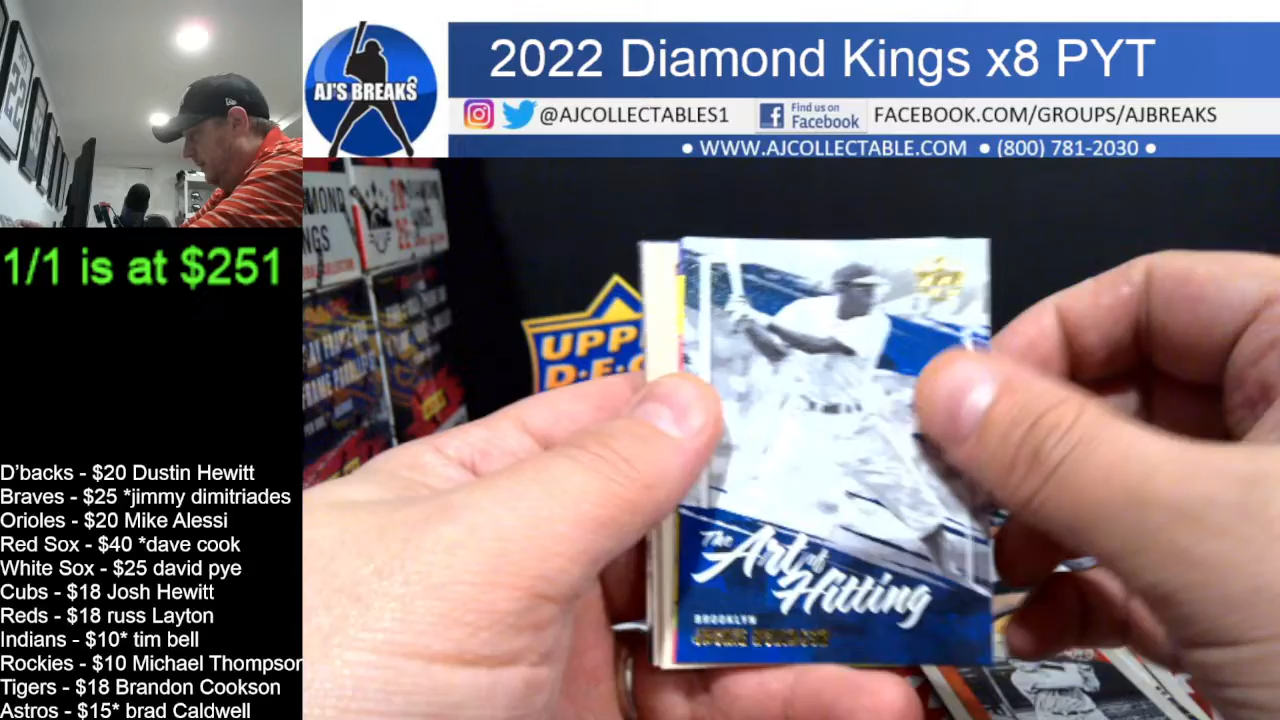 AJ'S BREAKS
2022 Diamond Kings x8 PYT
@AJCOLLECTABLES1
Find us on
Facebook
FACEBOOK.COM/GROUPS/AJBREAKS
• WWW.AJCOLLECTABLE.COM • (800) 781-2030 •
1/1 is at $251
UPP
D.E.C
The
Art of
Hitting
BROOKLYN
D'backs - $20 Dustin Hewitt
Braves - $25 *jimmy dimitriades
Orioles - $20 Mike Alessi
Red Sox - $40 *dave cook
White Sox - $25 david pye
Cubs - $18 Josh Hewitt
Reds - $18 russ Layton
Indians - $10* tim bell
Rockies - $10 Michael Thompson
Tigers - $18 Brandon Cookson
Astros - $15* brad Caldwell